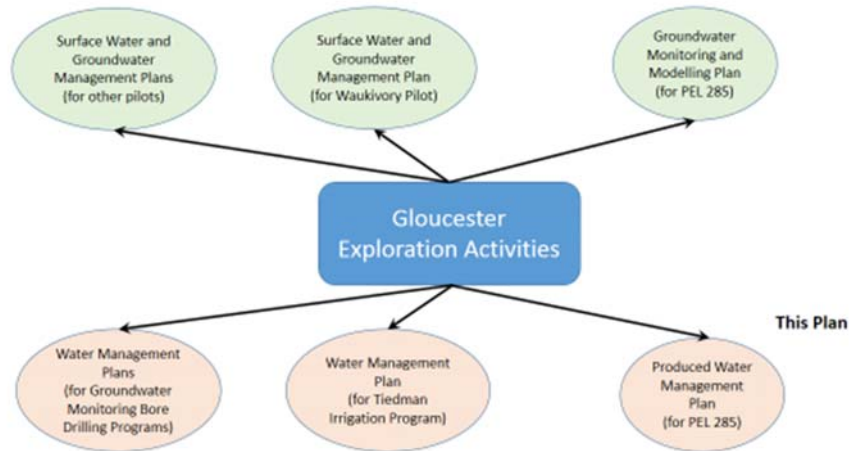 Surface Water and
Groundwater
Management Plans
(for other pilots)
Surface Water and
Groundwater
Management Plan
(for Waukivory Pilot)
Groundwater
Monitoring and
Modelling Plan
(for PEL 285)
Gloucester
Exploration Activities
This Plan
Water Management
Plans
(for Groundwater
Monitoring Bore
Drilling Programs)
Water Management
Plan
(for Tiedman
Irrigation Program)
Produced Water
Management
Plan
(for PEL 285)